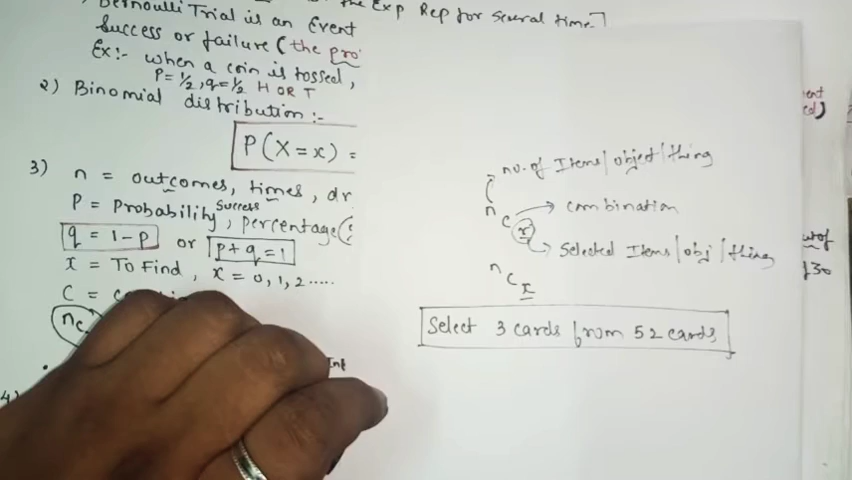 the Exp Rep for several time.]
Bernoulli Trial is an Event
Success or failure (the pro
Ex:- when a coin is tossed,
P= 1/2, q= 1/2 H OR T
2) Binomial distribution:-
P(X=x) =
3) n = outcomes, times, dr
P = Probability Success, percentage(
q = 1-p or p+q=1
x = To Find, x = 0, 1, 2.....
C =
nc
4)
no. of Items/object/thing
n C r → combination
Selected Items/obj/thing
n C x
Select 3 cards from 52 cards